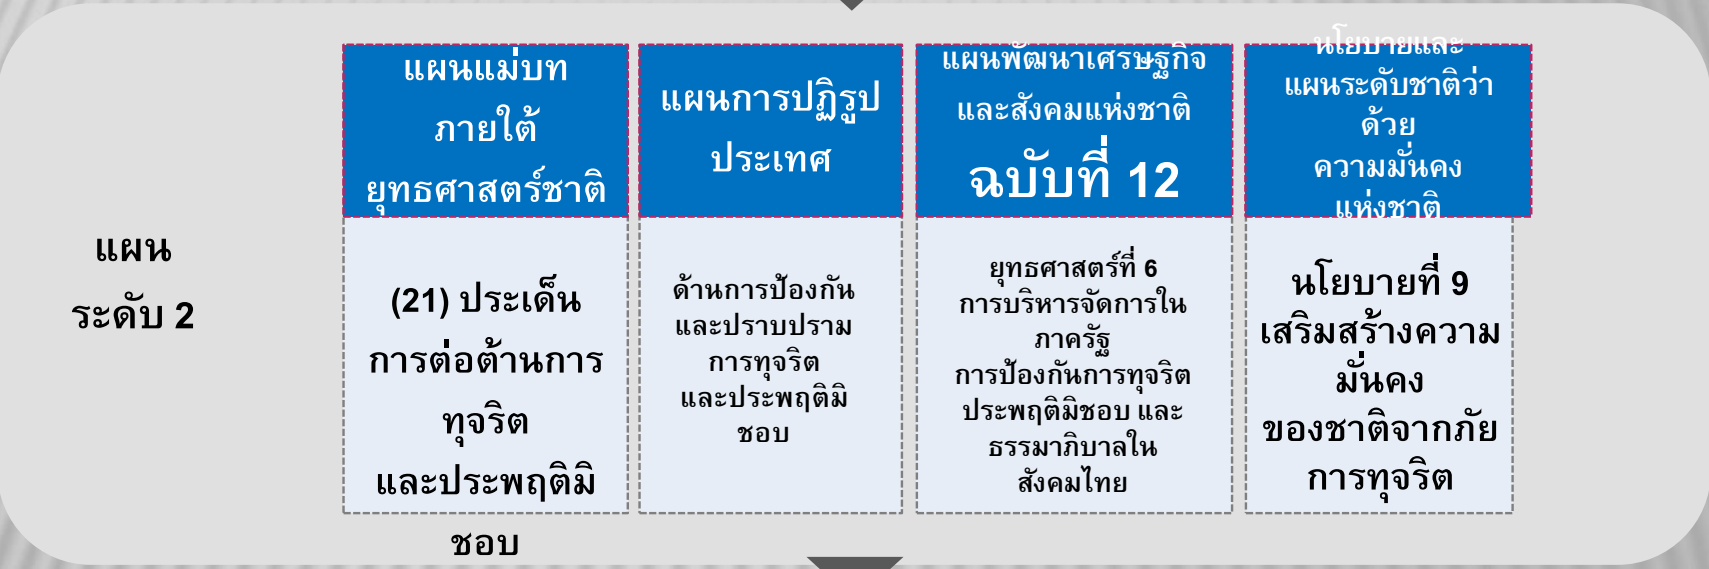 แผน
ระดับ 2
แผนแม่บท
ภายใต้
ยุทธศาสตร์ชาติ
(21) ประเด็น
การต่อต้านการ
ทุจริต
และประพฤติมิ
ชอบ
แผนการปฏิรูป
ประเทศ
ด้านการป้องกัน
และปราบปราม
การทุจริต
และประพฤติมิ
ชอบ
แผนพัฒนาเศรษฐกิจ
และสังคมแห่งชาติ
ฉบับที่ 12
ยุทธศาสตร์ที่ 6
การบริหารจัดการใน
ภาครัฐ
การป้องกันการทุจริต
ประพฤติมิชอบ และ
ธรรมาภิบาลใน
สังคมไทย
นโยบายและ
แผนระดับชาติว่า
ด้วย
ความมั่นคง
แห่งชาติ
นโยบายที่ 9
เสริมสร้างความ
มั่นคง
ของชาติจากภัย
การทุจริต